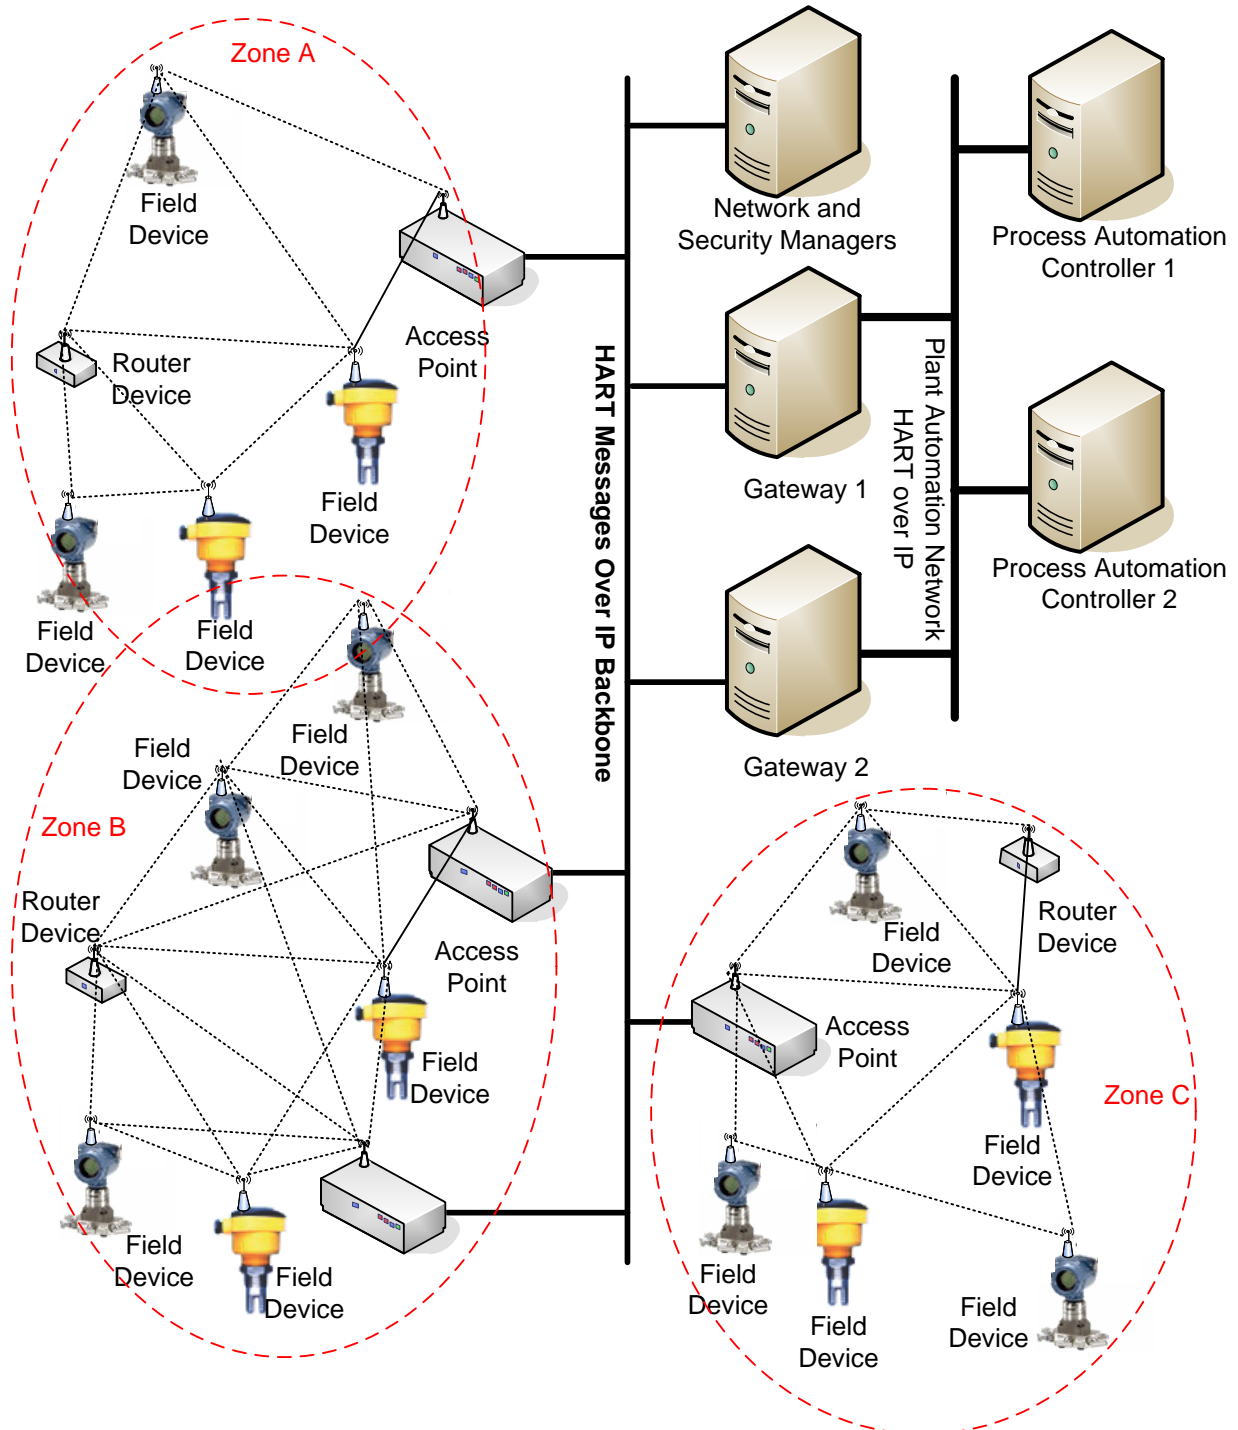 Zone A
Field
Device
Network and
Security Managers
Process Automation
Controller 1
Router
Device
Access
Point
Field
Device
Field
Device
Field
Device
HART Messages Over IP Backbone
Gateway 1
Plant Automation Network
HART over IP
Process Automation
Controller 2
Gateway 2
Field
Device
Field
Device
Zone B
Router
Device
Access
Point
Field
Device
Field
Device
Field
Device
Field
Device
Router
Device
Access
Point
Zone C
Field
Device
Field
Device
Field
Device
Field
Device